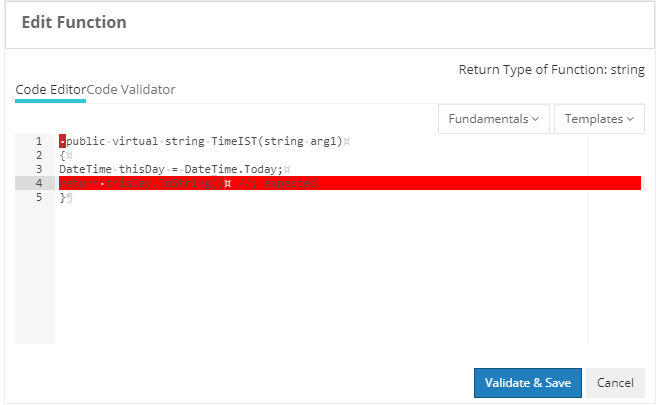 Edit Function
Return Type of Function: string
Code Editor Code Validator
Fundamentals Templates
1 public virtual string TimeIST(string arg1)
2 {
3 DateTime thisDay = DateTime.Today;
4
5 }
Validate & Save Cancel